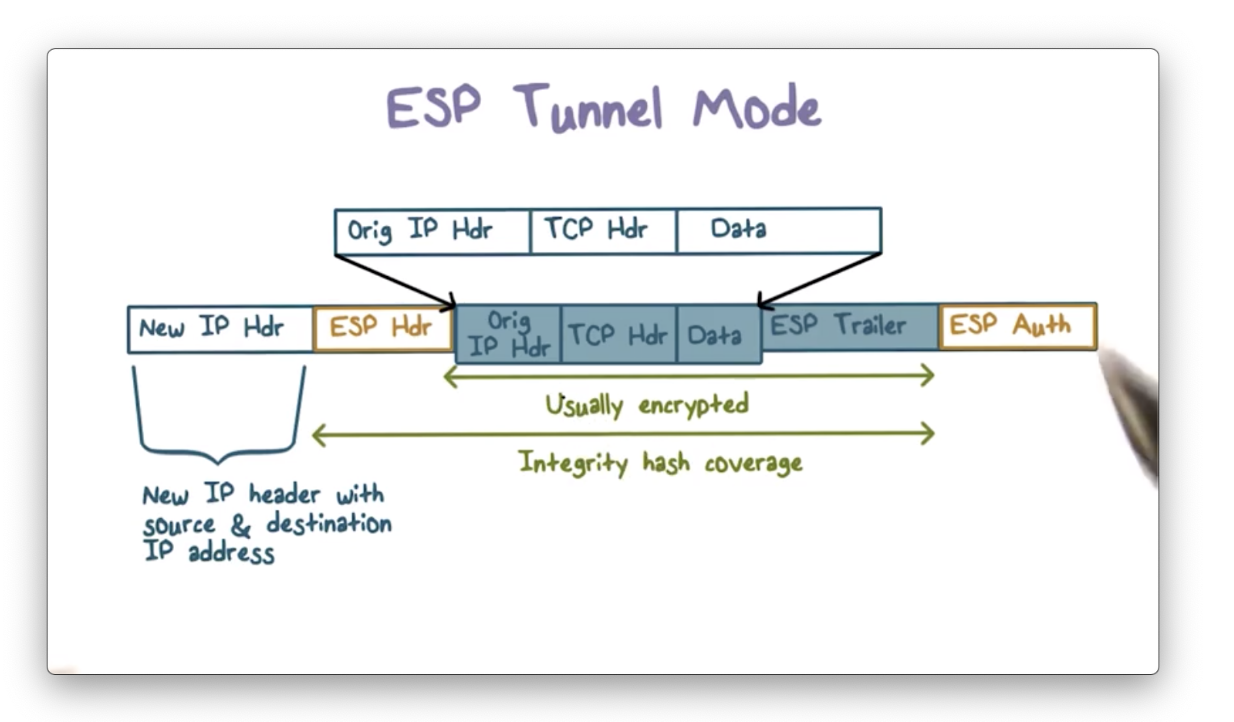 ESP Tunnel Mode
Orig IP Hdr TCP Hdr Data
New IP Hdr ESP Hdr Orig IP Hdr TCP Hdr Data ESP Trailer ESP Auth
Usually encrypted
Integrity hash coverage
New IP header with
source & destination
IP address